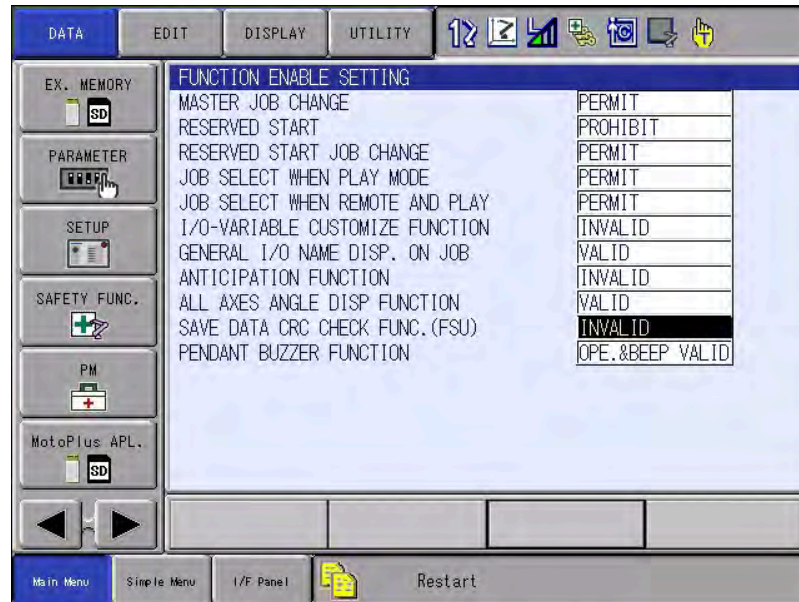 DATA
EDIT
DISPLAY
UTILITY
EX. MEMORY
SD
PARAMETER
SETUP
SAFETY FUNC.
PM
MotoPlus APL.
SD
FUNCTION ENABLE SETTING
MASTER JOB CHANGE PERMIT
RESERVED START PROHIBIT
RESERVED START JOB CHANGE PERMIT
JOB SELECT WHEN PLAY MODE PERMIT
JOB SELECT WHEN REMOTE AND PLAY PERMIT
I/O-VARIABLE CUSTOMIZE FUNCTION INVALID
GENERAL I/O NAME DISP. ON JOB VALID
ANTICIPATION FUNCTION INVALID
ALL AXES ANGLE DISP FUNCTION VALID
SAVE DATA CRC CHECK FUNC.(FSU) INVALID
PENDANT BUZZER FUNCTION OPE.&BEEP VALID
Main Menu
Simple Menu
I/F Panel
Restart